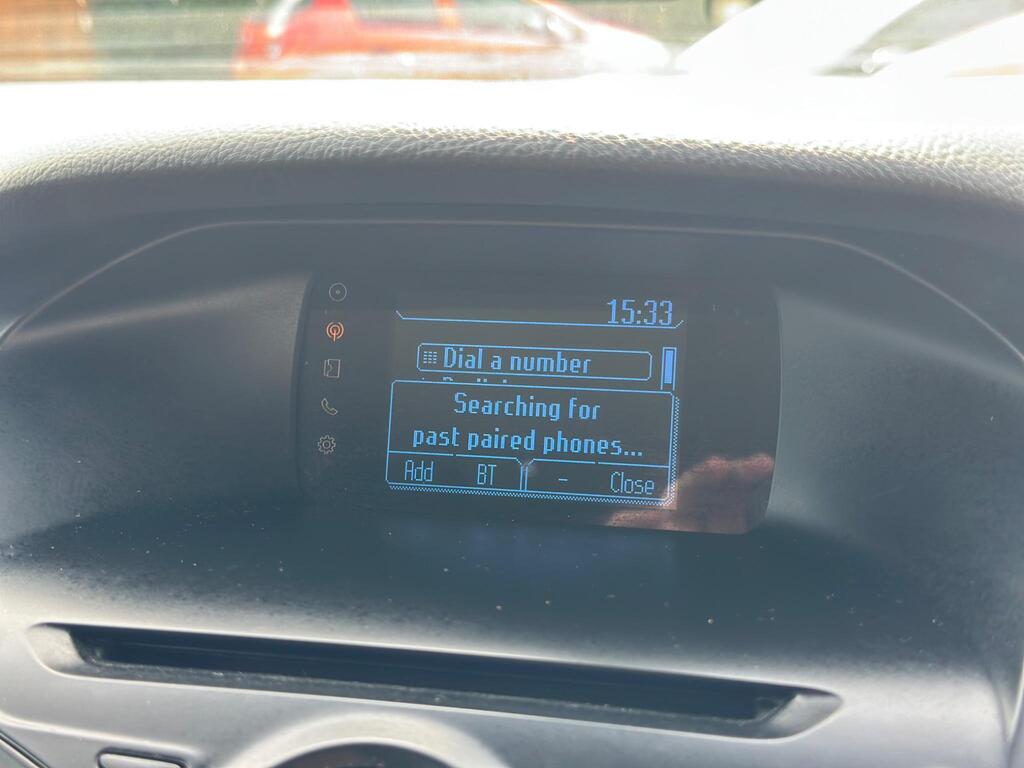 15:33
Dial a number
Searching for
past paired phones...
Add BT - Close